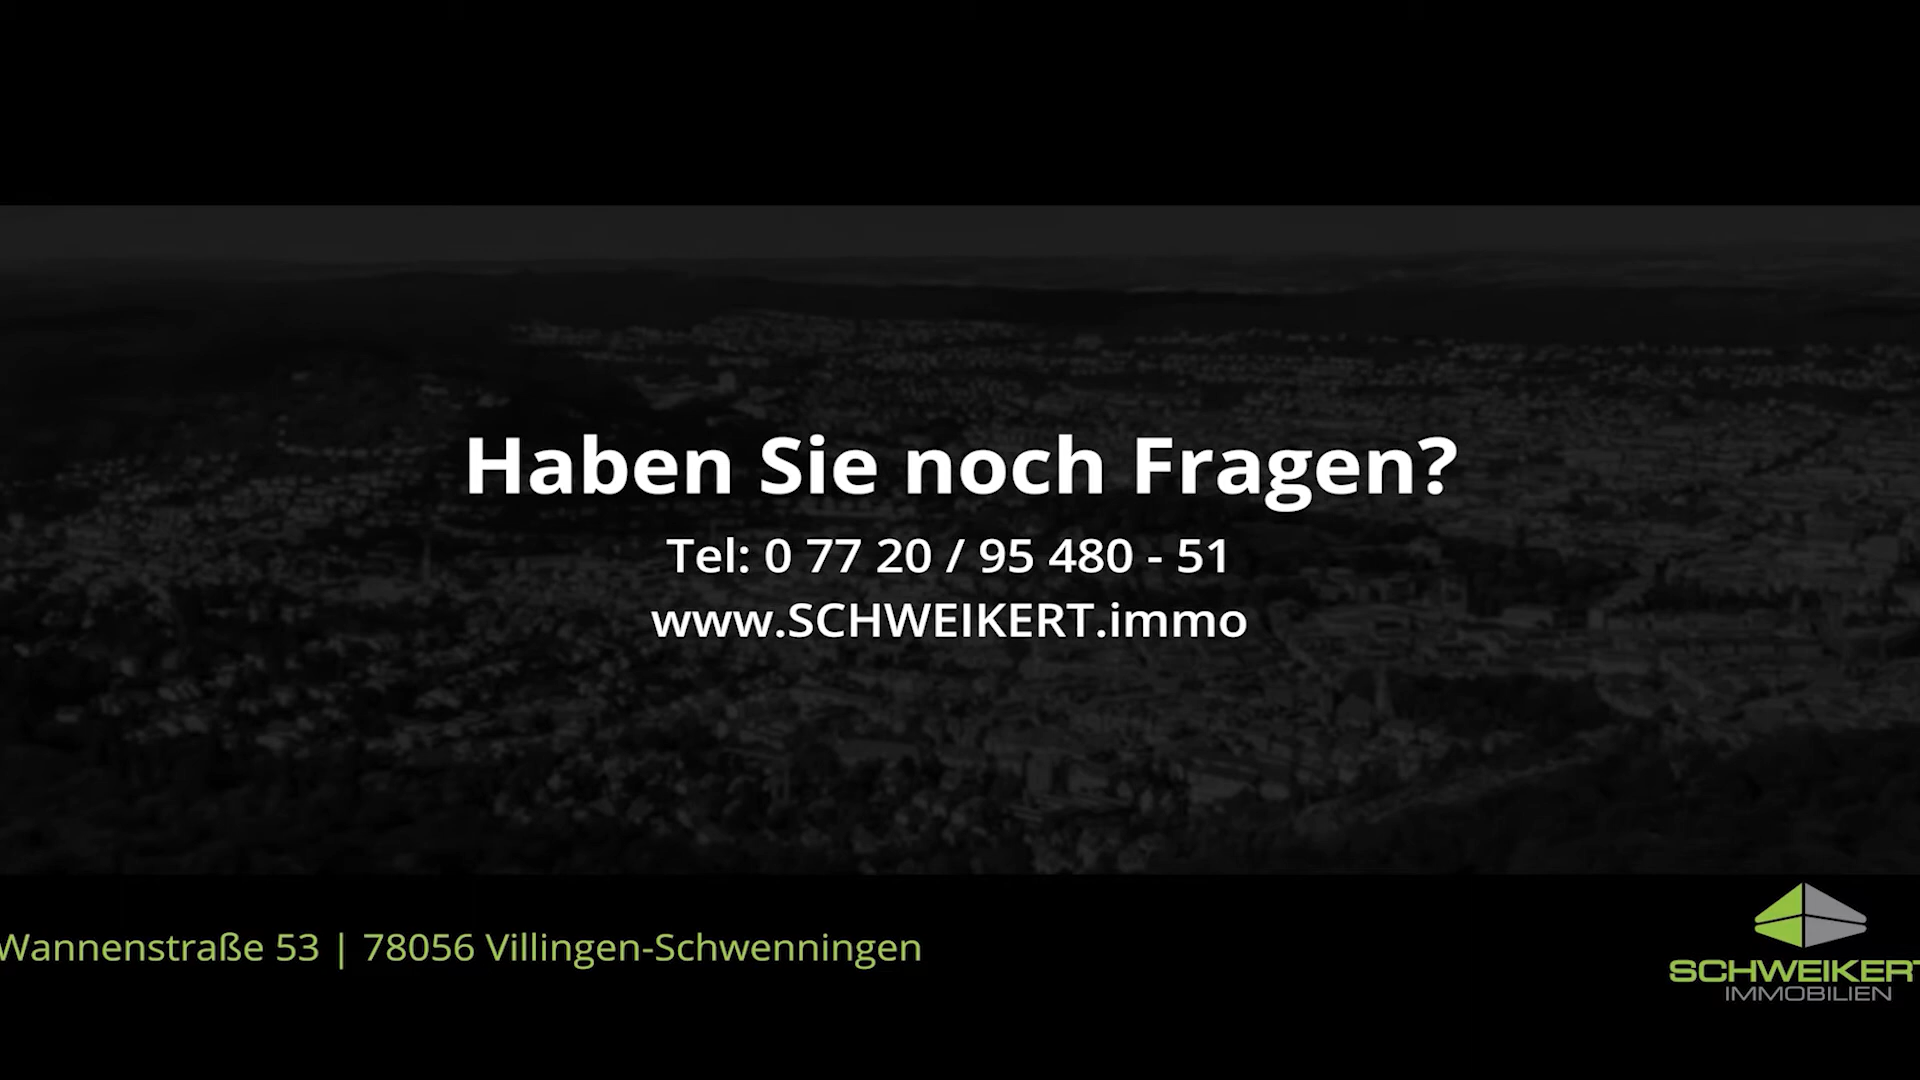 Haben Sie noch Fragen?
Tel: 0 77 20 / 95 480 - 51
www.SCHWEIKERT.immo
Wannenstraße 53 | 78056 Villingen-Schwenningen
SCHWEIKERT
IMMOBILIEN